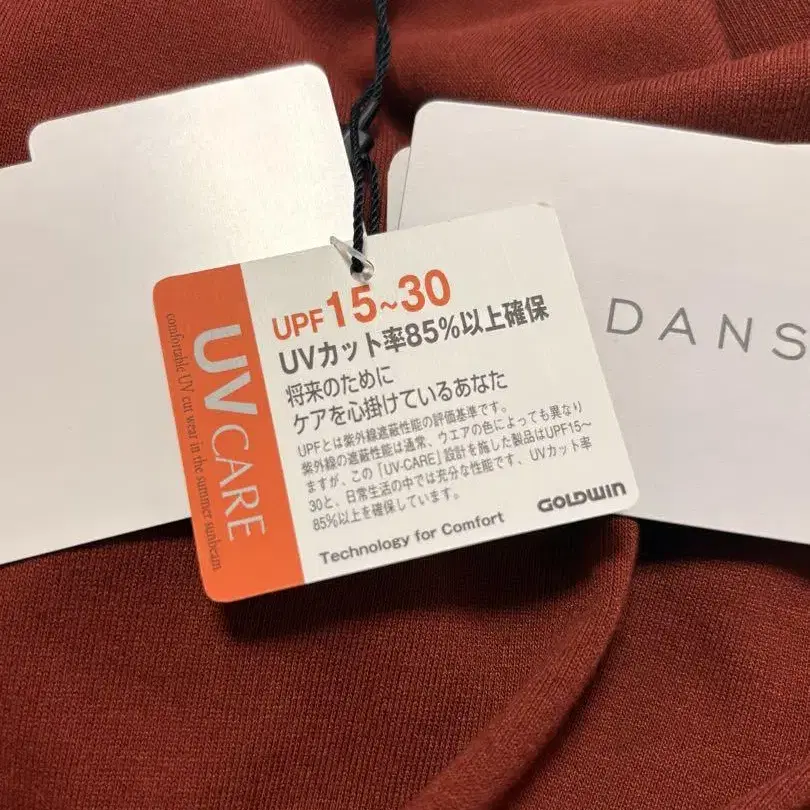 UV CARE
comfortable UV cut wear in the summer sunbeam
UPF 15~30
UVカット率85%以上確保
将来のために
ケアを心掛けているあなた
UPFとは紫外線遮蔽性能の評価基準です。
紫外線の遮蔽性能は通常、ウエアの色によっても異なり
ますが、この「UV-CARE」設計を施した製品はUPF15〜
30と、日常生活の中では充分な性能です、UVカット率
85%以上を確保しています。
Technology for Comfort
GOLDWIN
DANS